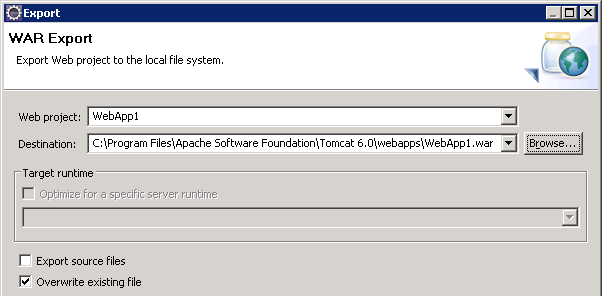 Export
WAR Export
Export Web project to the local file system.
Web project: WebApp1
Destination: C:\Program Files\Apache Software Foundation\Tomcat 6.0\webapps\WebApp1.war Browse...
Target runtime
Optimize for a specific server runtime
Export source files
Overwrite existing file